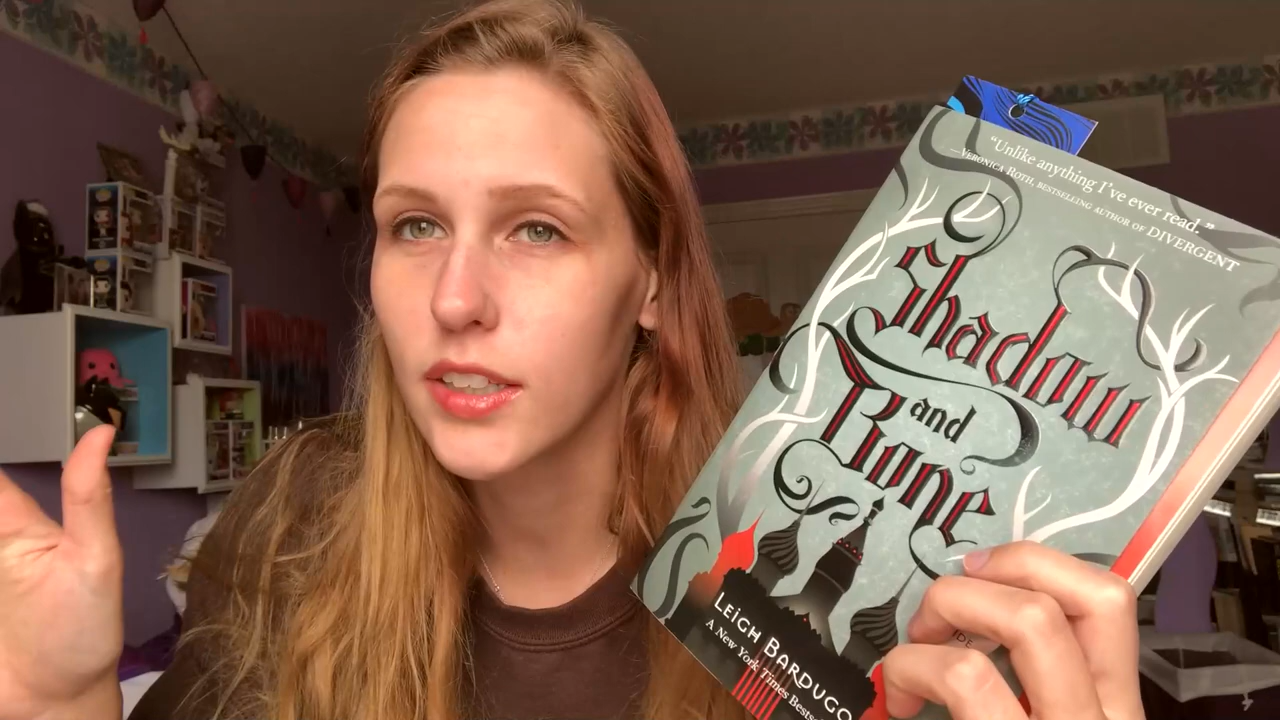 “Unlike anything I’ve ever read.”
—VERONICA ROTH, BESTSELLING AUTHOR OF DIVERGENT
Shadow
and
Bone
LEIGH BARDUGO
A New York Times